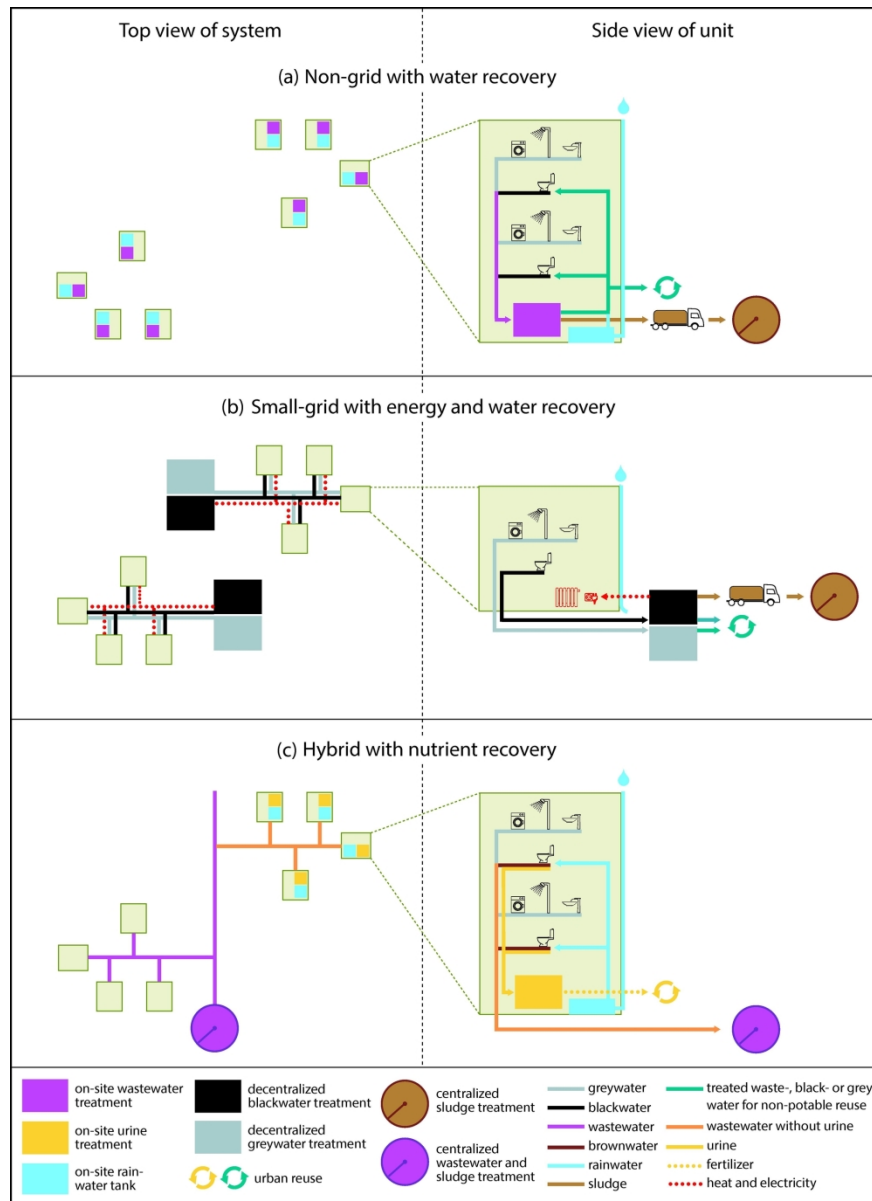 Top view of system
Side view of unit
(a) Non-grid with water recovery
(b) Small-grid with energy and water recovery
(c) Hybrid with nutrient recovery
on-site wastewater
treatment
on-site urine
treatment
on-site rain-
water tank
decentralized
blackwater treatment
decentralized
greywater treatment
urban reuse
centralized
sludge treatment
centralized
wastewater and
sludge treatment
greywater
blackwater
wastewater
brownwater
rainwater
sludge
treated waste-, black- or grey
water for non-potable reuse
wastewater without urine
urine
fertilizer
heat and electricity